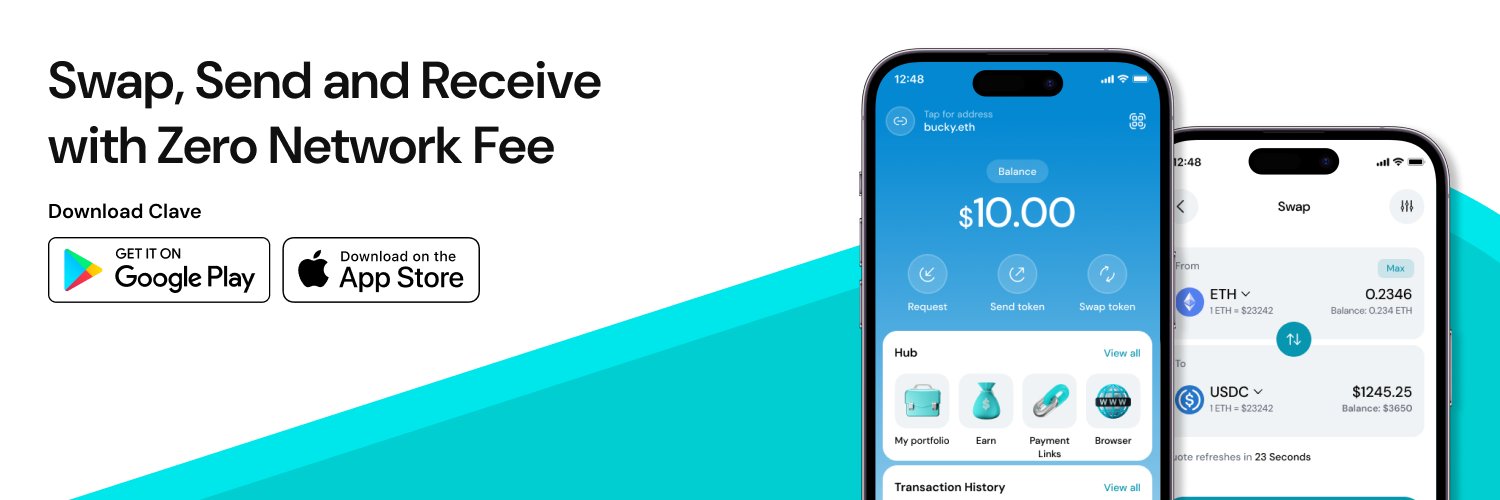 Swap, Send and Receive
with Zero Network Fee
Download Clave
GET IT ON
Google Play
Download on the
App Store
12:48
Tap for address
bucky.eth
Balance
$10.00
Request
Send token
Swap token
Hub
View all
WWW
My portfolio
Earn
Payment
Links
Browser
Transaction History
View all
12:48
Swap
From
Max
ETH
0.2346
1 ETH = $23242
Balance: 0.234 ETH
To
USDC
$1245.25
1 ETH = $23242
Balance: $3650
refreshes in 23 Seconds